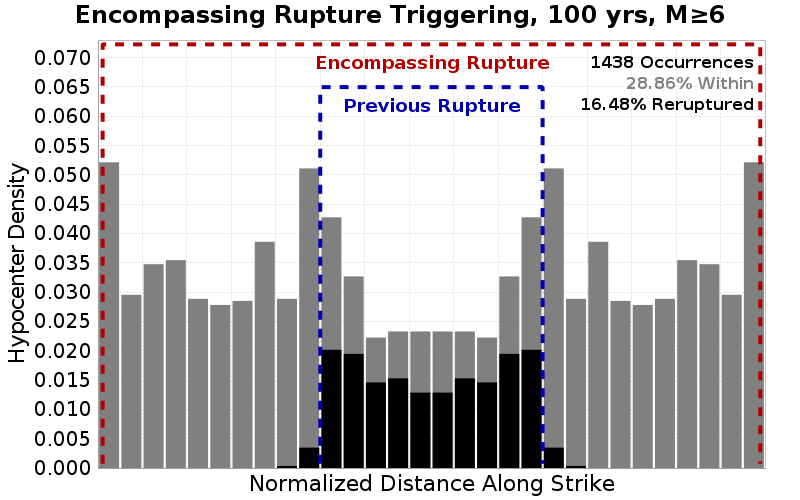 Encompassing Rupture Triggering, 100 yrs, M≥6
Encompassing Rupture
Previous Rupture
1438 Occurrences
28.86% Within
16.48% Reruptured
Hypocenter Density
0.070
0.065
0.060
0.055
0.050
0.045
0.040
0.035
0.030
0.025
0.020
0.015
0.010
0.005
0.000
Normalized Distance Along Strike